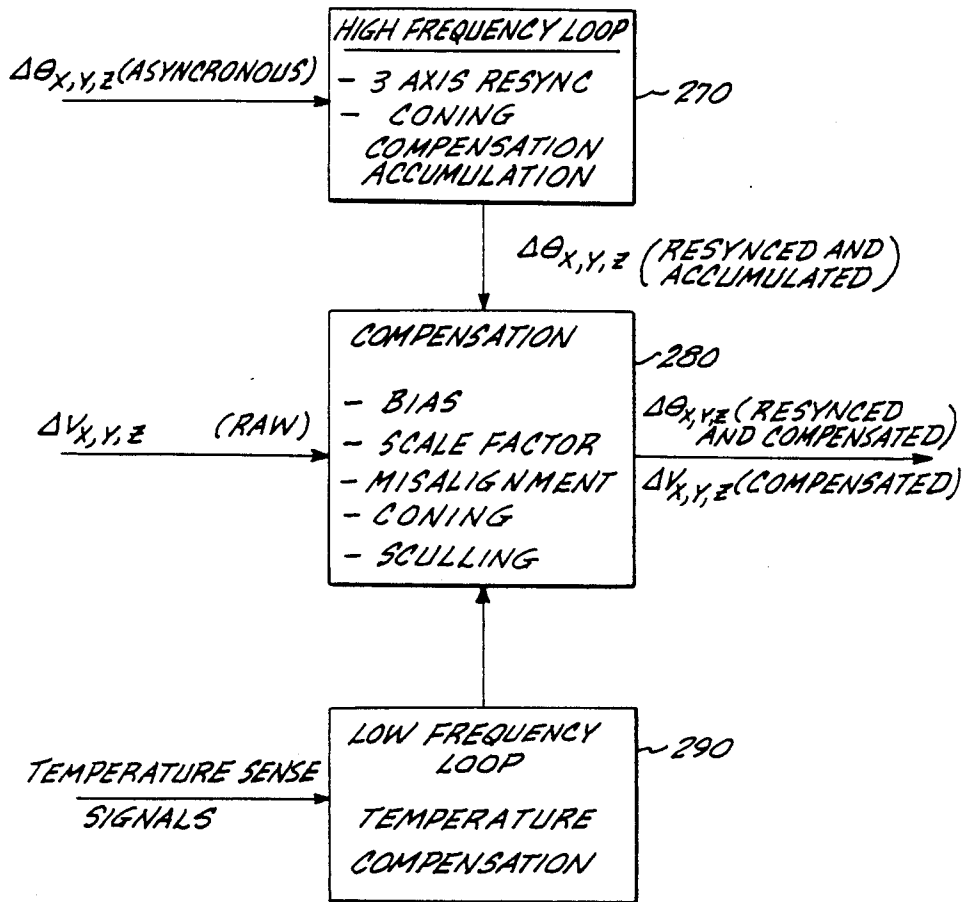 HIGH FREQUENCY LOOP
ΔΘX,Y,Z (ASYNCRONOUS)
- 3 AXIS RESYNC
- CONING
COMPENSATION
ACCUMULATION
270
ΔΘX,Y,Z (RESYNCED AND
ACCUMULATED)
COMPENSATION
280
- BIAS
- SCALE FACTOR
- MISALIGNMENT
- CONING
- SCULLING
ΔVX,Y,Z (RAW)
ΔΘX,Y,Z (RESYNCED
AND COMPENSATED)
ΔVX,Y,Z (COMPENSATED)
LOW FREQUENCY
LOOP
290
TEMPERATURE SENSE
SIGNALS
TEMPERATURE
COMPENSATION